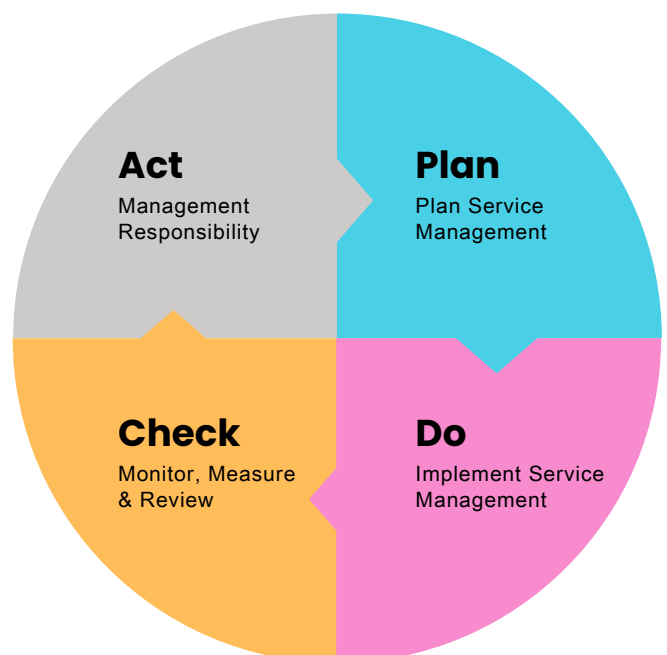 Act
Management
Responsibility
Plan
Plan Service
Management
Check
Monitor, Measure
& Review
Do
Implement Service
Management